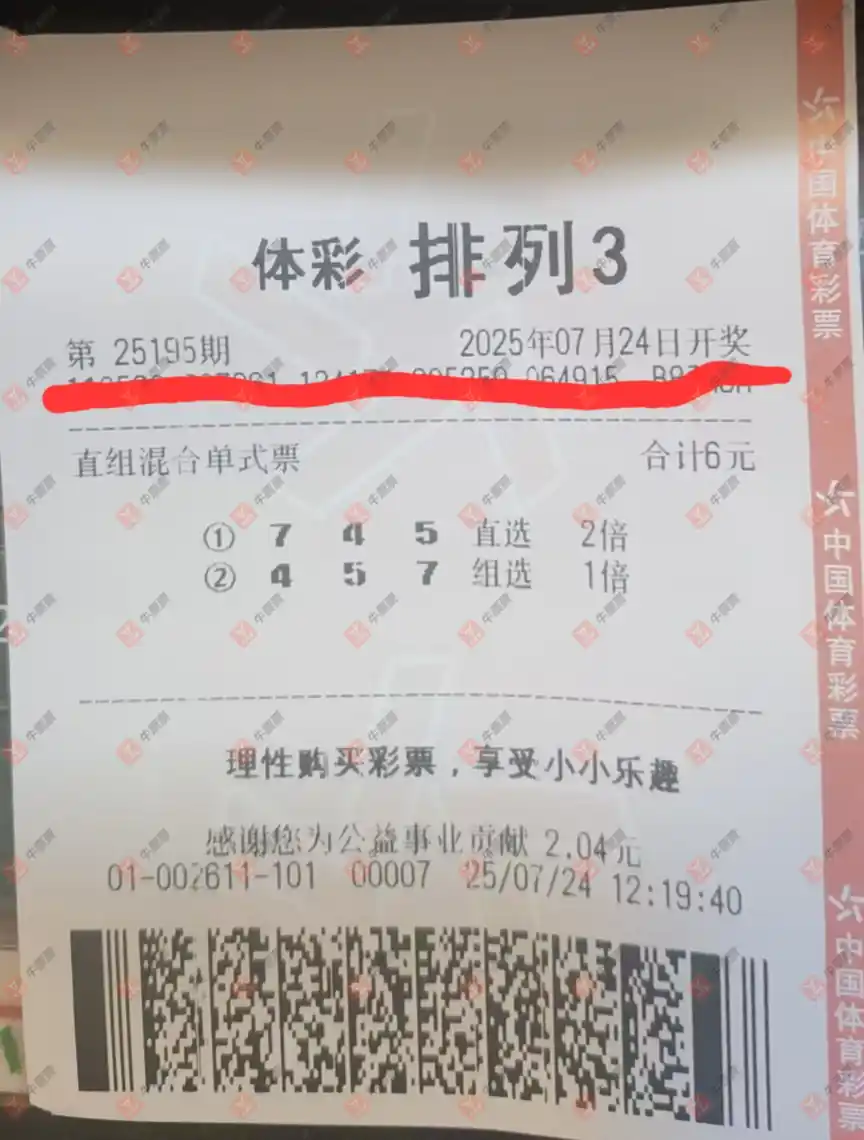 体彩 排列3
第 25195期 2025年07月24日开奖
064915
直组混合单式票 合计6元
① 7 4 5 直选 2倍
② 4 5 7 组选 1倍
理性购买彩票，享受小小乐趣
感谢您为公益事业贡献 2.04元
01-002611-101 00007 25/07/24 12:19:40
中国体育彩票
中国体育彩票
中国体育彩票